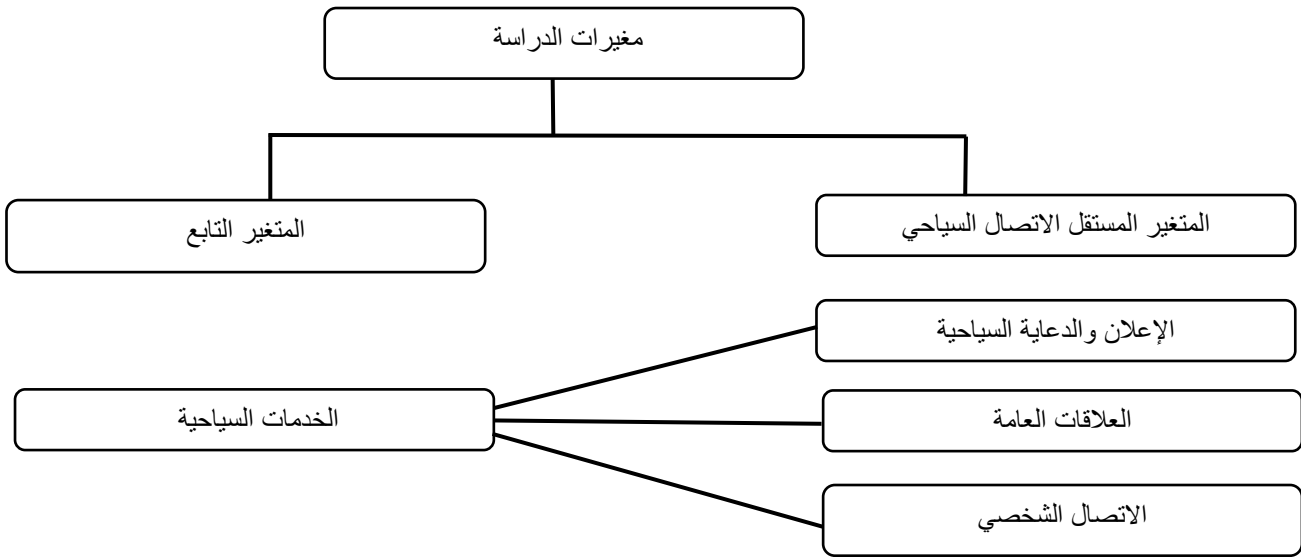 مغيرات الدراسة
المتغير المستقل الاتصال السياحي
المتغير التابع
الإعلان والدعاية السياحية
العلاقات العامة
الخدمات السياحية
الاتصال الشخصي